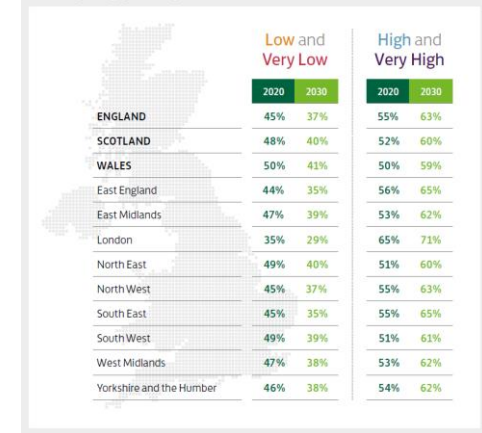 Low and High and
Very Low Very High
2020 2030 2020 2030
ENGLAND 45% 37% 55% 63%
SCOTLAND 48% 40% 52% 60%
WALES 50% 41% 50% 59%
East England 44% 35% 56% 65%
East Midlands 47% 39% 53% 62%
London 35% 29% 65% 71%
North East 49% 40% 51% 60%
North West 45% 37% 55% 63%
South East 45% 35% 55% 65%
South West 49% 39% 51% 61%
West Midlands 47% 38% 53% 62%
Yorkshire and the Humber 46% 38% 54% 62%